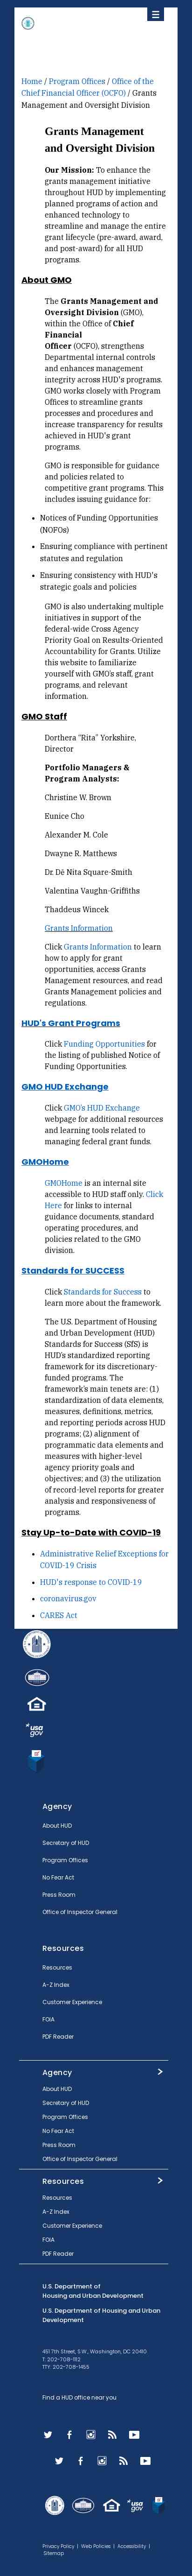 Home / Program Offices / Office of the
Chief Financial Officer (OCFO) / Grants
Management and Oversight Division
Grants Management
and Oversight Division
Our Mission: To enhance the
grants management initiative
throughout HUD by implementing
planned programs of action and
enhanced technology to
streamline and manage the entire
grant lifecycle (pre-award, award,
and post-award) for all HUD
programs.
About GMO
The Grants Management and
Oversight Division (GMO),
within the Office of Chief
Financial
Officer (OCFO), strengthens
Departmental internal controls
and enhances management
integrity across HUD's programs.
GMO works closely with Program
Offices to streamline grants
processes and procedures and
increase transparency for results
achieved in HUD's grant
programs.
GMO is responsible for guidance
and policies related to
competitive grant programs. This
includes issuing guidance for:
• Notices of Funding Opportunities
(NOFOs)
• Ensuring compliance with pertinent
statutes and regulation
• Ensuring consistency with HUD's
strategic goals and policies
GMO is also undertaking multiple
initiatives in support of the
federal-wide Cross Agency
Priority Goal on Results-Oriented
Accountability for Grants. Utilize
this website to familiarize
yourself with GMO's staff, grant
management, and relevant
information.
GMO Staff
Dorthera "Rita" Yorkshire,
Director
Portfolio Managers &
Program Analysts:
Christine W. Brown
Eunice Cho
Alexander M. Cole
Dwayne R. Matthews
Dr. Dé Nita Square-Smith
Valentina Vaughn-Griffiths
Thaddeus Wincek
Grants Information
Click Grants Information to learn
how to apply for grant
opportunities, access Grants
Management resources, and read
Grants Management policies and
regulations.
HUD's Grant Programs
Click Funding Opportunities for
the listing of published Notice of
Funding Opportunities.
GMO HUD Exchange
Click GMO's HUD Exchange
webpage for additional resources
and learning tools related to
managing federal grant funds.
GMOHome
GMOHome is an internal site
accessible to HUD staff only. Click
Here for links to internal
guidance documents, standard
operating procedures, and
policies related to the GMO
division.
Standards for SUCCESS
Click Standards for Success to
learn more about the framework.
The U.S. Department of Housing
and Urban Development (HUD)
Standards for Success (SfS) is
HUD's standardized reporting
framework for its discretionary-
funded programs. The
framework's main features are: (1)
standardization of data elements,
measures, definitions, metrics,
and reporting periods across HUD
programs; (2) alignment of
programmatic data elements and
measures with higher-level
agency priority goals and
objectives; and (3) the utilization
of record-level reports for greater
analysis and responsiveness of
programs.
Stay Up-to-Date with COVID-19
• Administrative Relief Exceptions for
COVID-19 Crisis
• HUD's response to COVID-19
• coronavirus.gov
• CARES Act
usa
gov
Agency
About HUD
Secretary of HUD
Program Offices
No Fear Act
Press Room
Office of Inspector General
Resources
Resources
A-Z Index
Customer Experience
FOIA
PDF Reader
Agency
About HUD
Secretary of HUD
Program Offices
No Fear Act
Press Room
Office of Inspector General
Resources
Resources
A-Z Index
Customer Experience
FOIA
PDF Reader
U.S. Department of
Housing and Urban Development
U.S. Department of Housing and Urban
Development
451 7th Street, S.W., Washington, DC 20410
T: 202-708-1112
TTY: 202-708-1455
Find a HUD office near you
usa
gov
Privacy Policy | Web Policies | Accessibility |
Sitemap